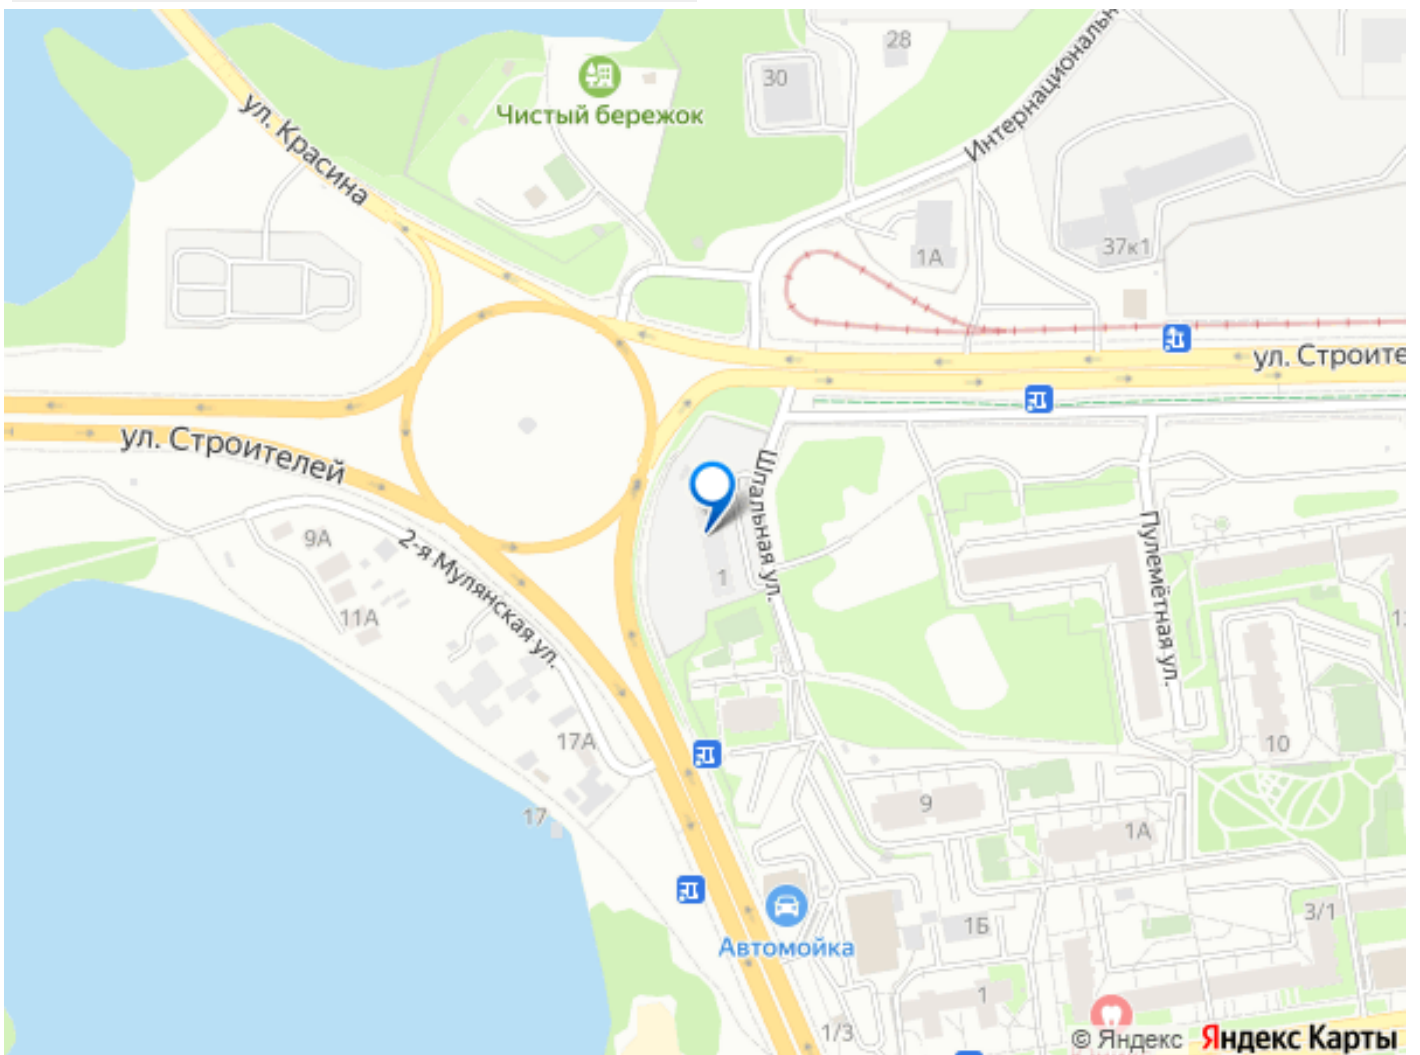 28
30
Чистый бережок
Интернациональн
ул. Красина
1А
37к1
ул. Строите
ул. Строителей
Шпальная ул.
9А
2-я Мулянская ул.
1
Пулемётная ул.
11А
17А
10
17
9
1А
3/1
1Б
Автомойка
1
1/3
© Яндекс Яндекс Карты